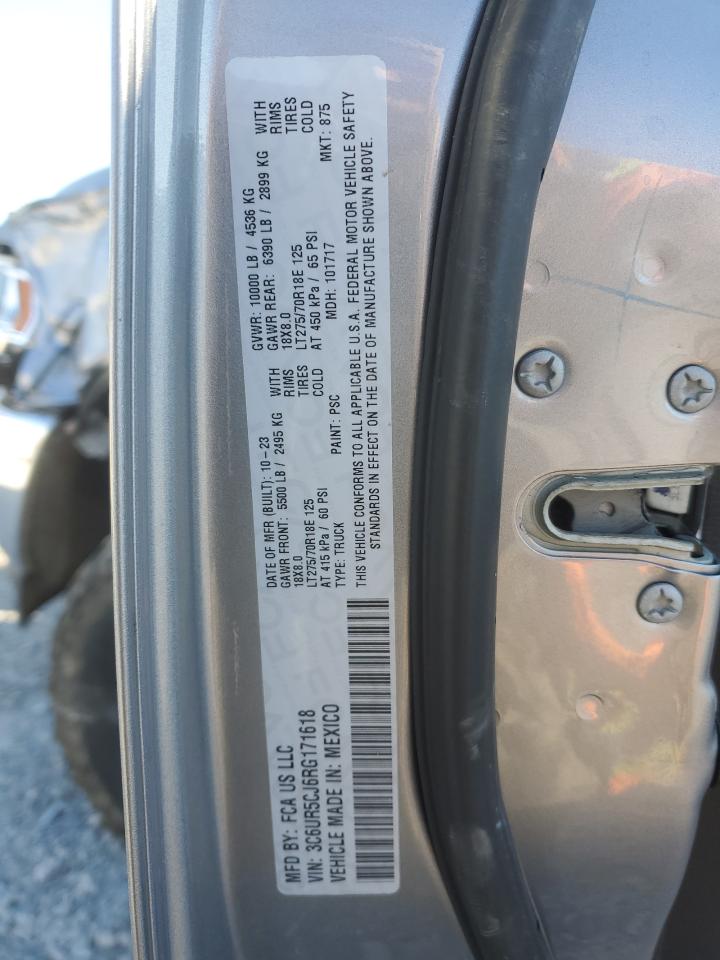 MFD BY: FCA US LLC
VIN: 3C6UR5CJ6RG171618
VEHICLE MADE IN: MEXICO
DATE OF MFR (BUILT): 10-23 GVWR: 10000 LB / 4536 KG
GAWR FRONT: 5500 LB / 2495 KG WITH GAWR REAR: 6390 LB / 2899 KG WITH
18X8.0 RIMS 18X8.0 RIMS
LT275/70R18E 125 TIRES LT275/70R18E 125 TIRES
AT 415 kPa / 60 PSI COLD AT 450 kPa / 65 PSI COLD
TYPE: TRUCK PAINT: PSC MDH: 101717 MKT: 875
THIS VEHICLE CONFORMS TO ALL APPLICABLE U.S.A. FEDERAL MOTOR VEHICLE SAFETY
STANDARDS IN EFFECT ON THE DATE OF MANUFACTURE SHOWN ABOVE.